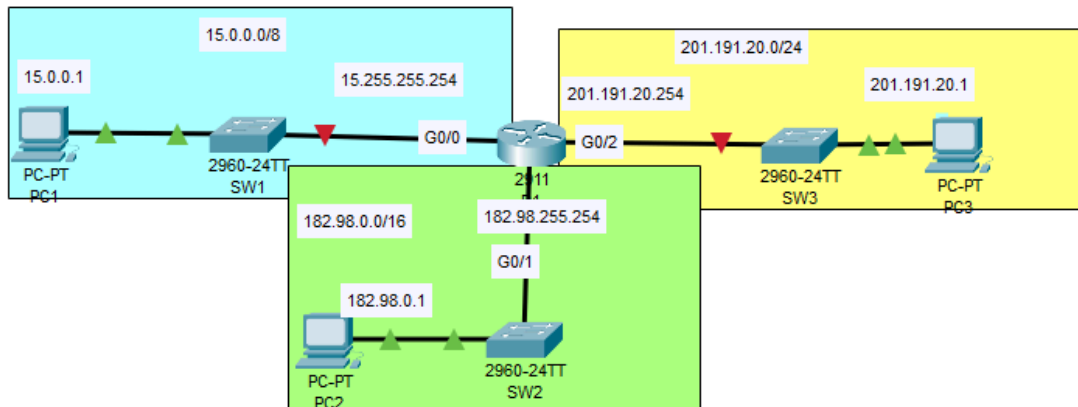 15.0.0.0/8
15.0.0.1
15.255.255.254
G0/0
PC-PT
PC1
2960-24TT
SW1
201.191.20.0/24
201.191.20.254
201.191.20.1
G0/2
2960-24TT
SW3
PC-PT
PC3
2911
182.98.0.0/16
182.98.255.254
G0/1
182.98.0.1
PC-PT
PC2
2960-24TT
SW2